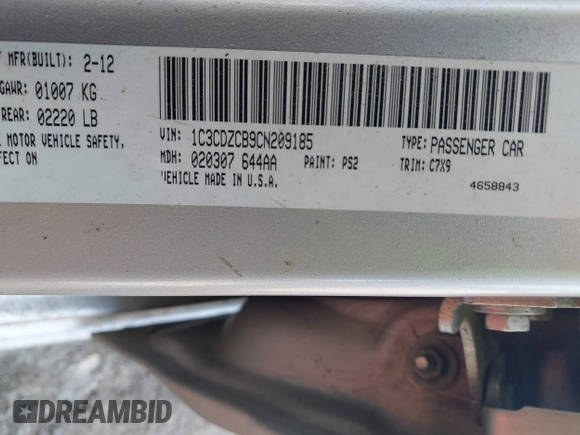 MFR(BUILT): 2-12
GAWR: 01007 KG
REAR: 02220 LB
MOTOR VEHICLE SAFETY,
FECT ON
VIN: 1C3CDZCB9CN209185
TYPE: PASSENGER CAR
MDH: 020307 644AA
PAINT: PS2
TRIM: C7X9
VEHICLE MADE IN U.S.A.
4658843
DREAMBID